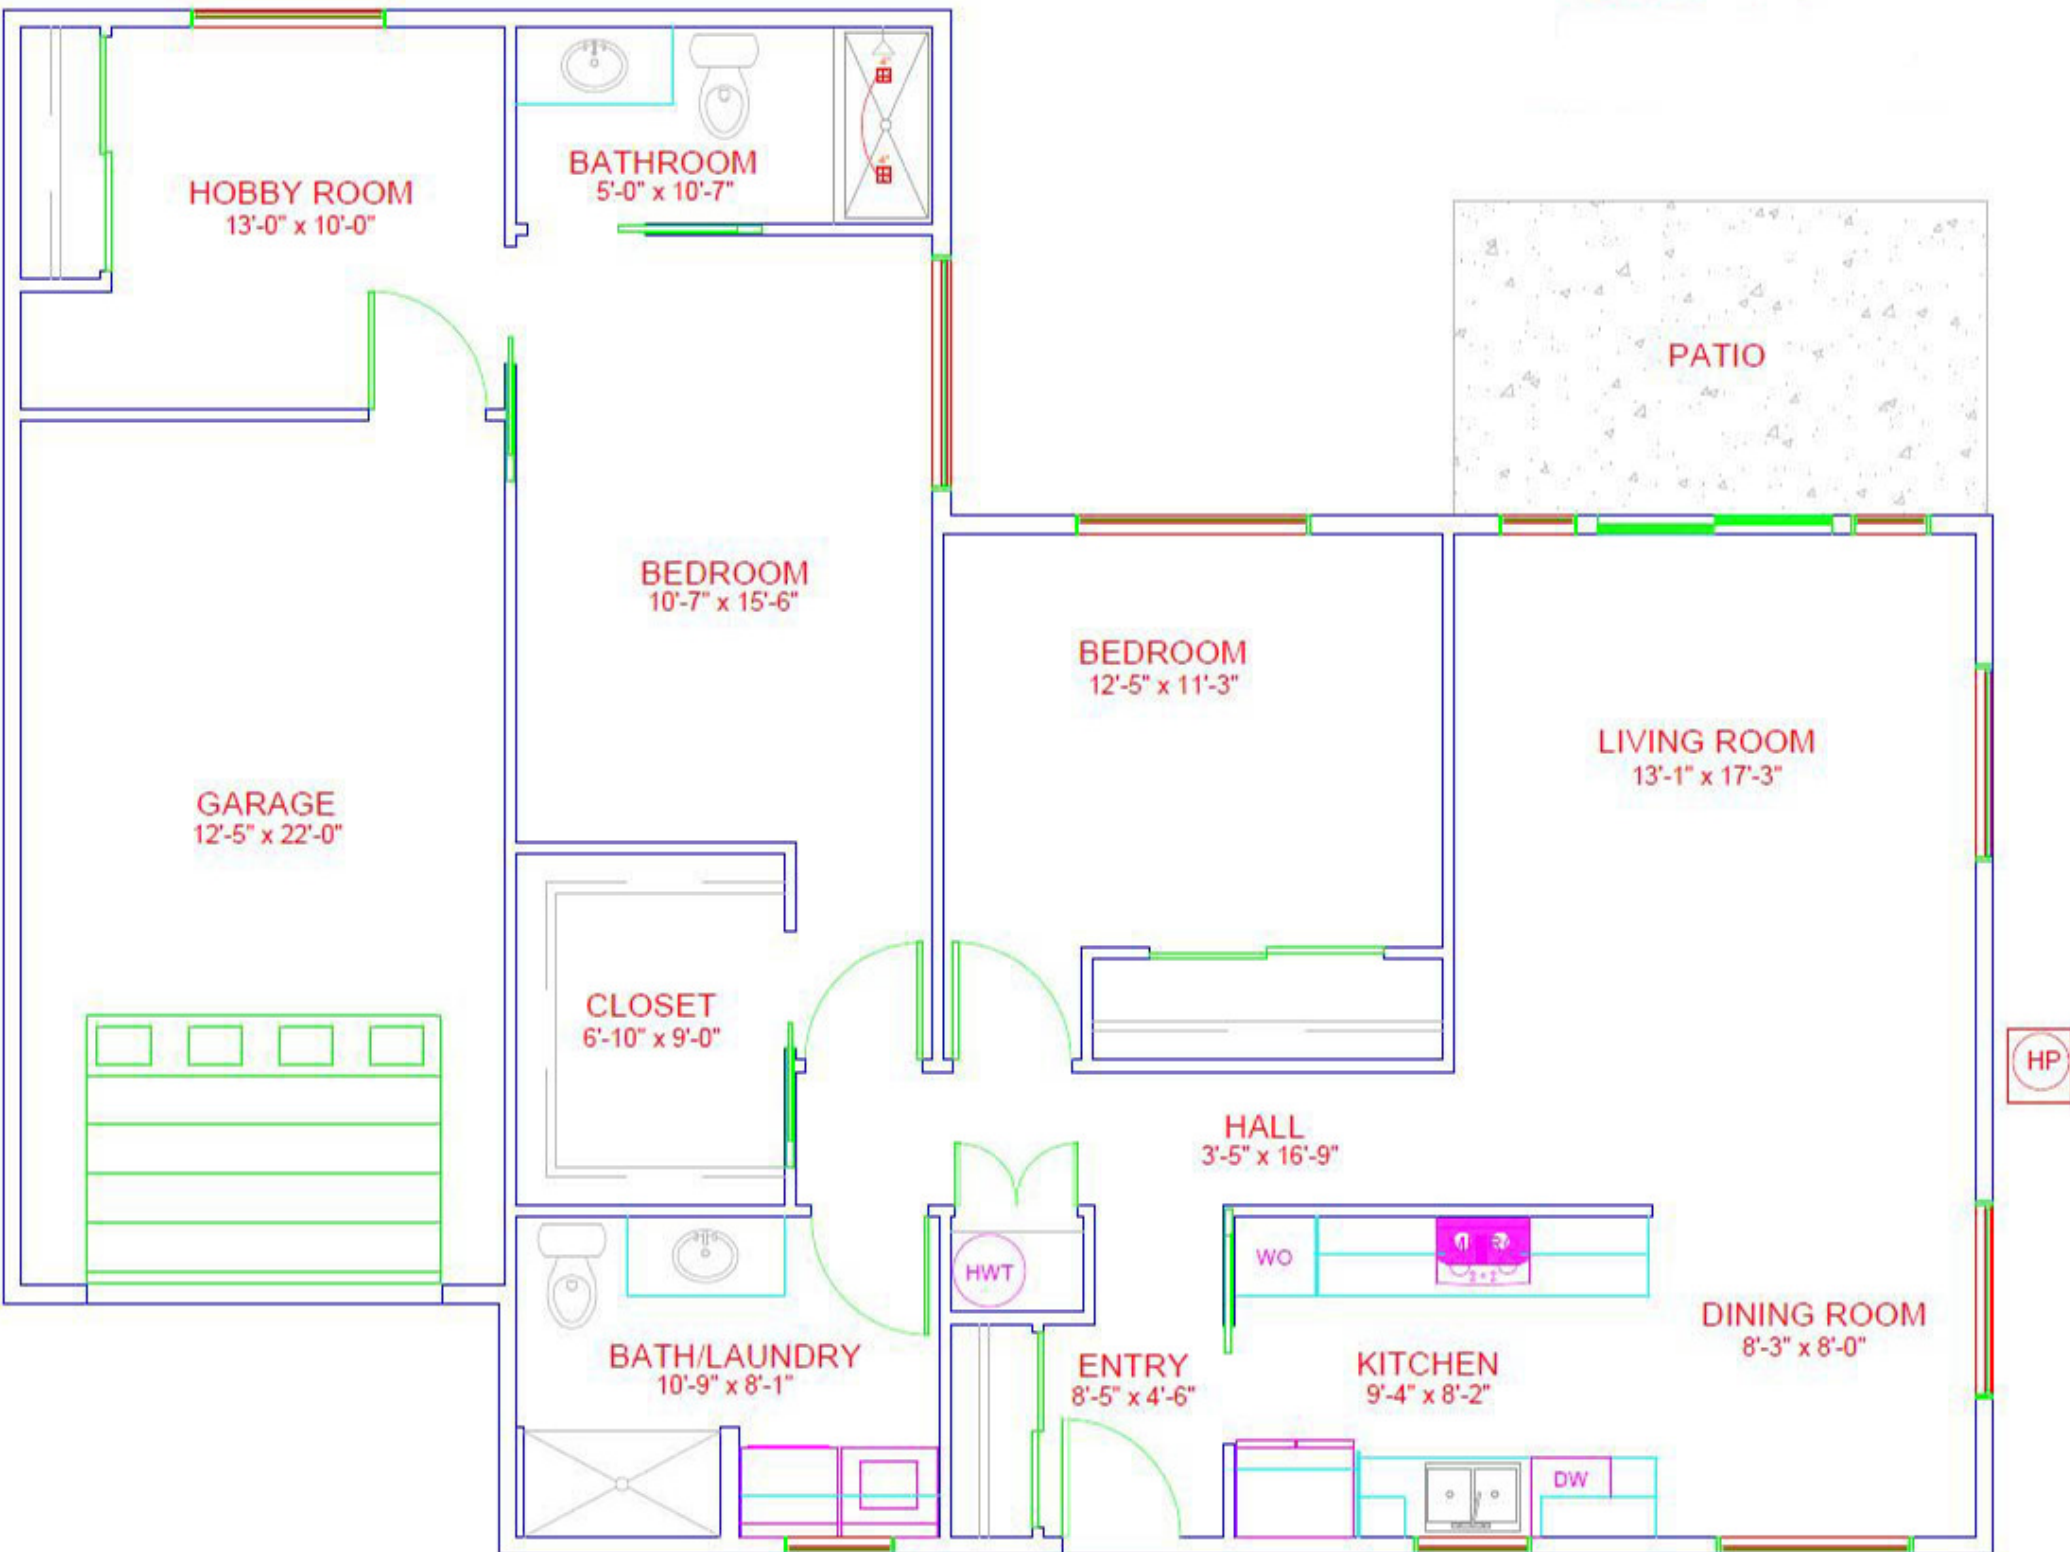 BATHROOM
5'-0" x 10'-7"
HOBBY ROOM
13'-0" x 10'-0"
4"
4"
PATIO
BEDROOM
10'-7" x 15'-6"
BEDROOM
12'-5" x 11'-3"
LIVING ROOM
13'-1" x 17'-3"
GARAGE
12'-5" x 22'-0"
CLOSET
6'-10" x 9'-0"
HP
HALL
3'-5" x 16'-9"
WO
HWT
DINING ROOM
8'-3" x 8'-0"
BATH/LAUNDRY
10'-9" x 8'-1"
ENTRY
8'-5" x 4'-6"
KITCHEN
9'-4" x 8'-2"
DW